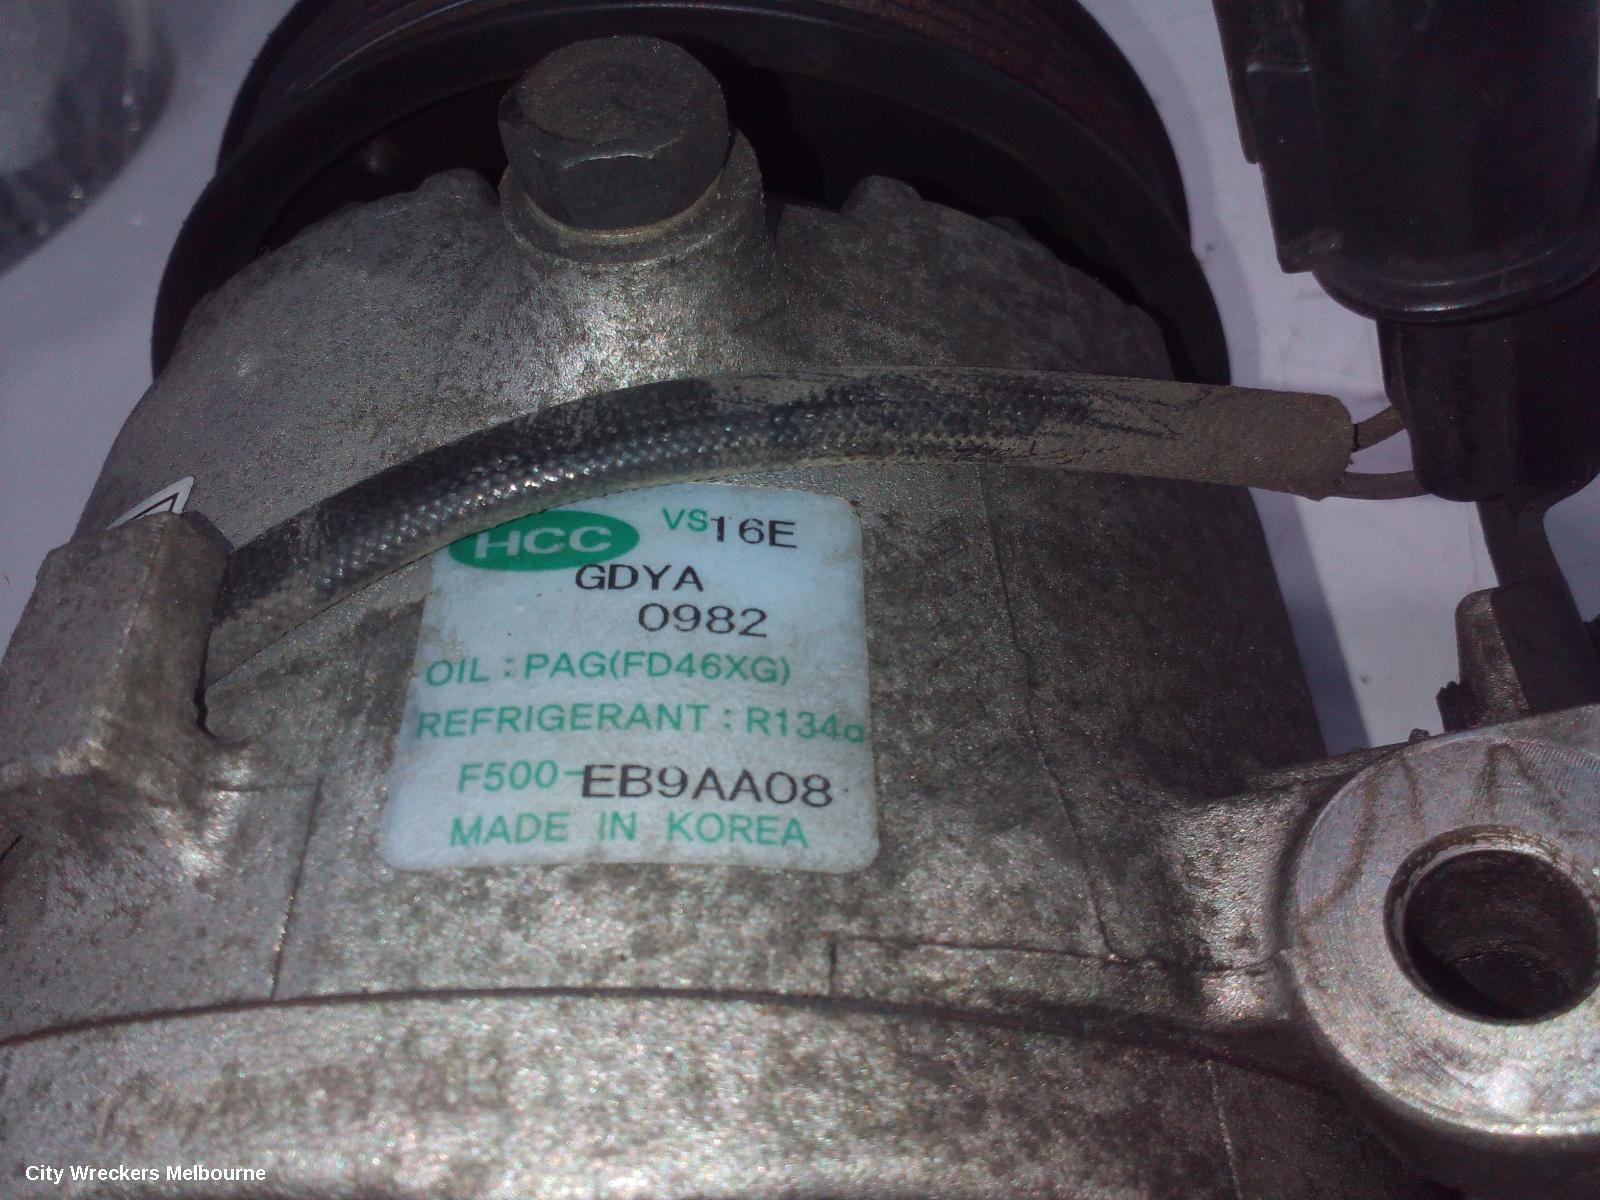 HCC VS16E
GDYA
0982
OIL : PAG(FD46XG)
REFRIGERANT : R134a
F500-EB9AA08
MADE IN KOREA
City Wreckers Melbourne